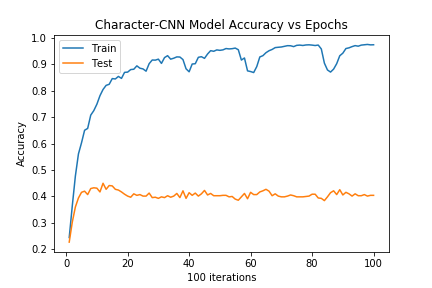 Character-CNN Model Accuracy vs Epochs
Train
Test
Accuracy
1.0
0.9
0.8
0.7
0.6
0.5
0.4
0.3
0.2
0 20 40 60 80 100
100 iterations